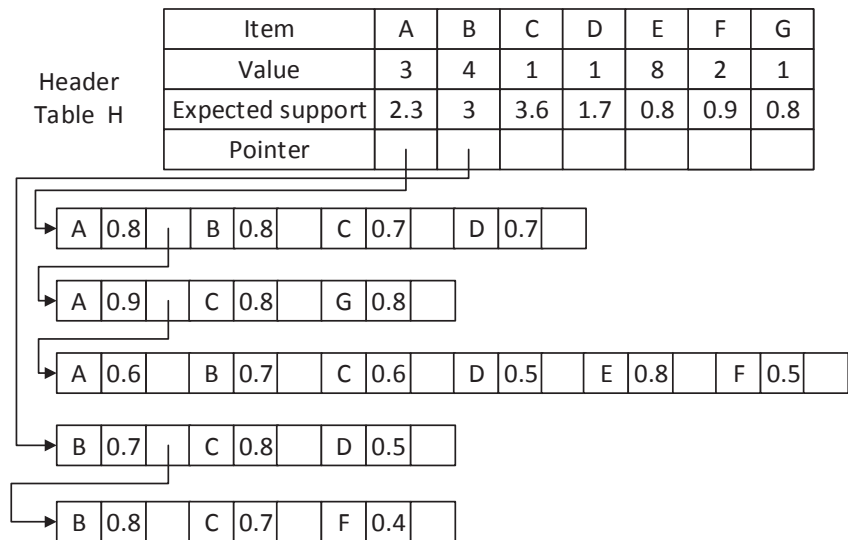 Header Table H
Item A B C D E F G
Value 3 4 1 1 8 2 1
Expected support 2.3 3 3.6 1.7 0.8 0.9 0.8
Pointer
A 0.8 B 0.8 C 0.7 D 0.7
A 0.9 C 0.8 G 0.8
A 0.6 B 0.7 C 0.6 D 0.5 E 0.8 F 0.5
B 0.7 C 0.8 D 0.5
B 0.8 C 0.7 F 0.4